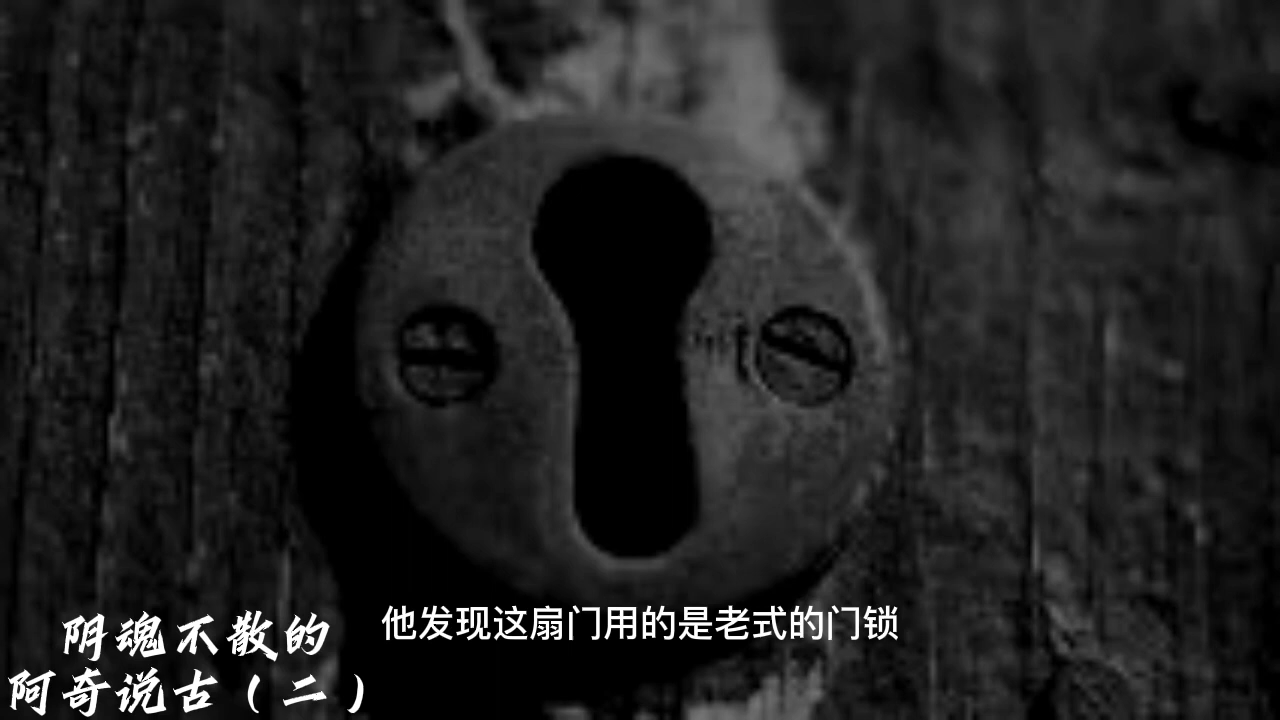 他发现这扇门用的是老式的门锁
阴魂不散的
阿奇说古（二）